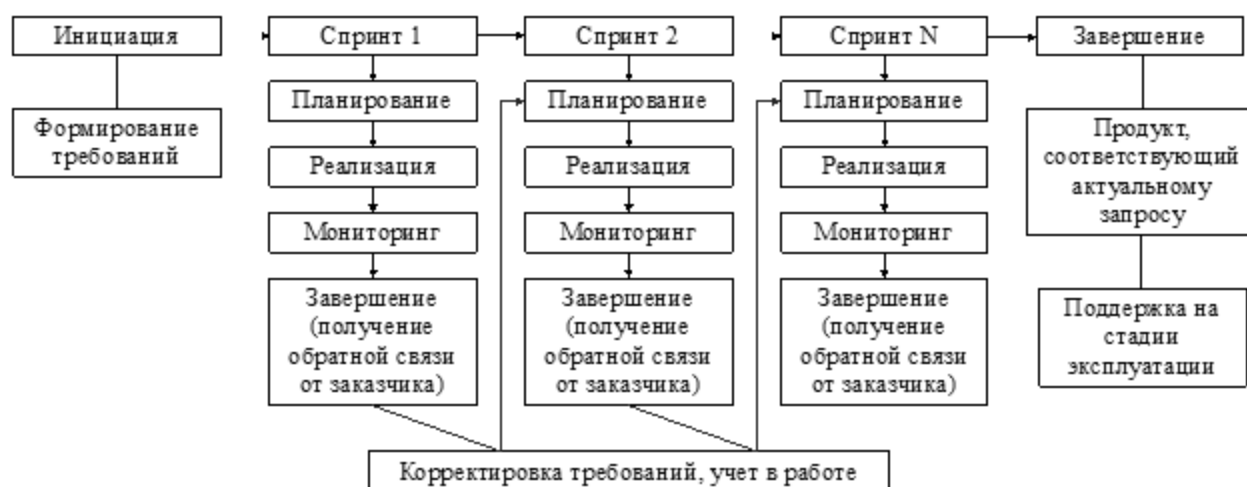 Инициация
Формирование
требований
Спринт 1
Планирование
Реализация
Мониторинг
Завершение
(получение
обратной связи
от заказчика)
Спринт 2
Планирование
Реализация
Мониторинг
Завершение
(получение
обратной связи
от заказчика)
Спринт N
Планирование
Реализация
Мониторинг
Завершение
(получение
обратной связи
от заказчика)
Завершение
Продукт,
соответствующий
актуальному
запросу
Поддержка на
стадии
эксплуатации
Корректировка требований, учет в работе